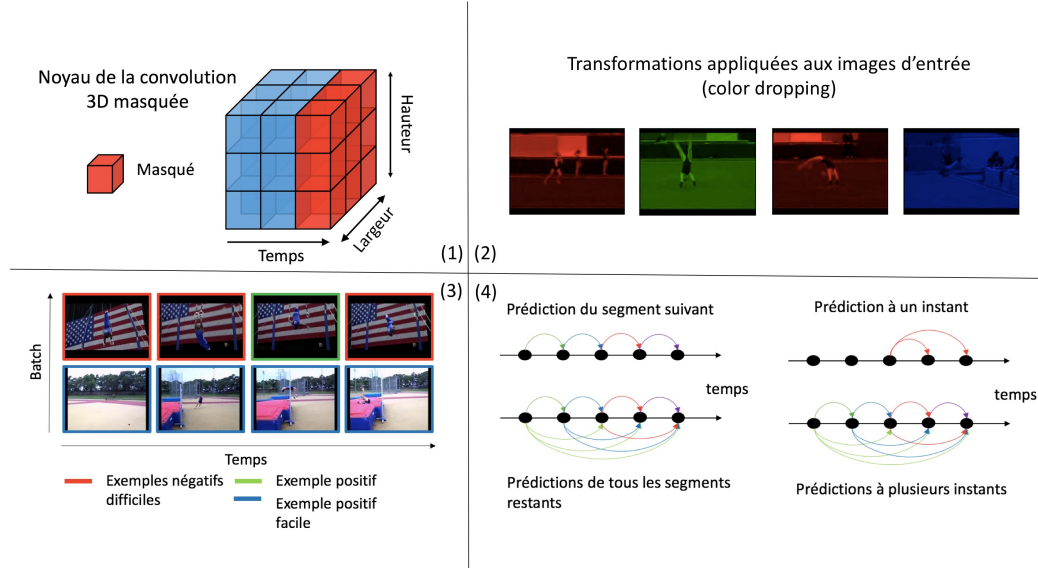 Noyau de la convolution
3D masquée
Masqué
Hauteur
Largeur
Temps
(1)
Transformations appliquées aux images d'entrée
(color dropping)
(2)
(3)
Batch
Temps
Exemples négatifs
difficiles
Exemple positif
Exemple positif
facile
(4)
Prédiction du segment suivant
temps
Prédictions de tous les segments
restants
Prédiction à un instant
temps
Prédictions à plusieurs instants